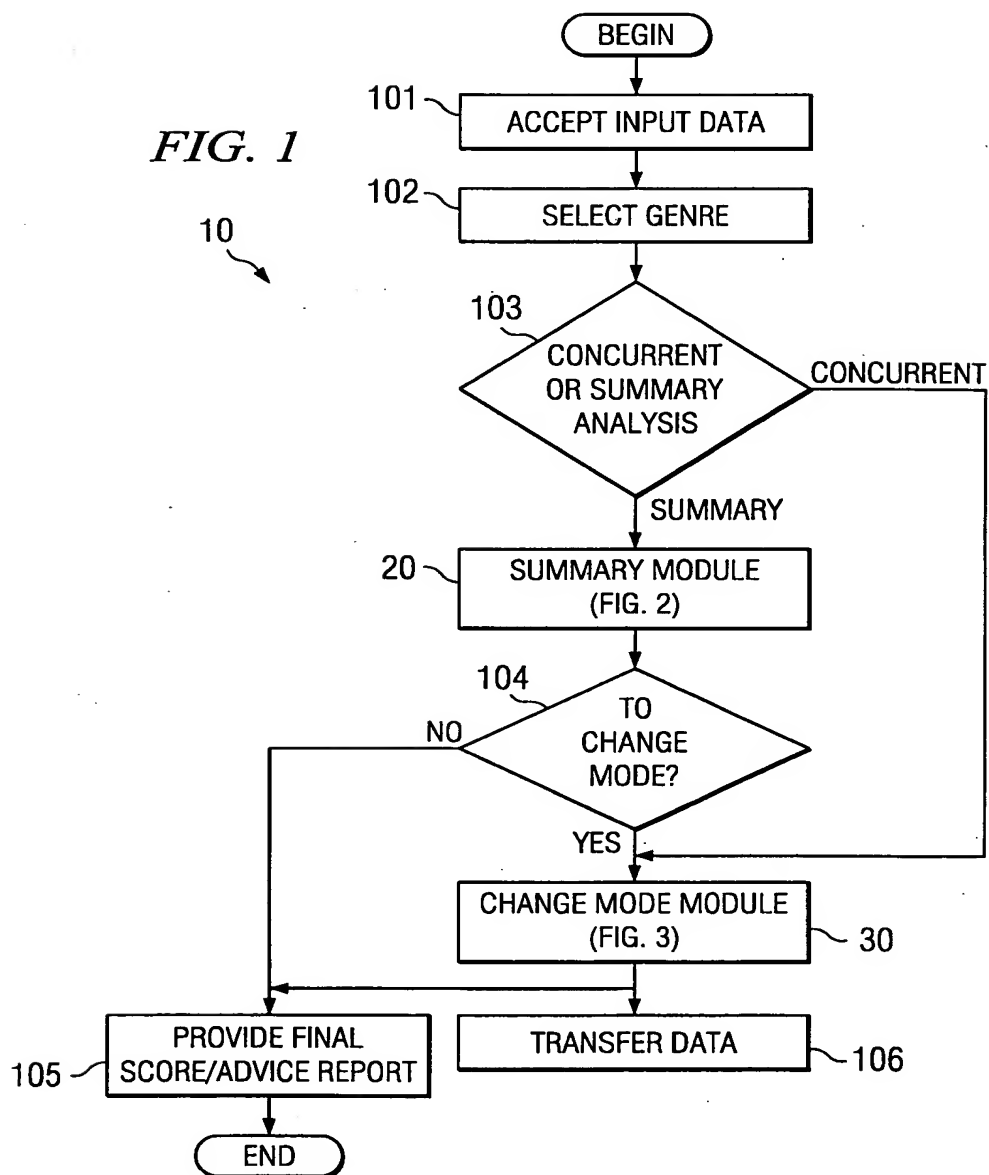 BEGIN
101
ACCEPT INPUT DATA
FIG. 1
102
SELECT GENRE
10
103
CONCURRENT
OR SUMMARY
ANALYSIS
CONCURRENT
SUMMARY
20
SUMMARY MODULE
(FIG. 2)
104
TO
CHANGE
MODE?
NO
YES
CHANGE MODE MODULE
(FIG. 3)
30
PROVIDE FINAL
SCORE/ADVICE REPORT
105
TRANSFER DATA
106
END